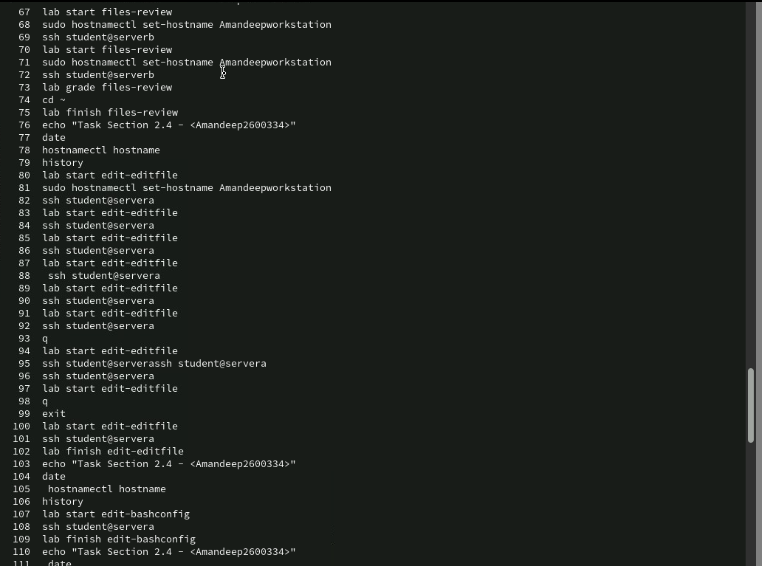 67 lab start files-review
68 sudo hostnamectl set-hostname Amandeepworkstation
69 ssh student@serverb
70 lab start files-review
71 sudo hostnamectl set-hostname Amandeepworkstation
72 ssh student@serverb
73 lab grade files-review
74 cd ~
75 lab finish files-review
76 echo "Task Section 2.4 - <Amandeep2600334>"
77 date
78 hostnamectl hostname
79 history
80 lab start edit-editfile
81 sudo hostnamectl set-hostname Amandeepworkstation
82 ssh student@servera
83 lab start edit-editfile
84 ssh student@servera
85 lab start edit-editfile
86 ssh student@servera
87 lab start edit-editfile
88  ssh student@servera
89 lab start edit-editfile
90 ssh student@servera
91 lab start edit-editfile
92 ssh student@servera
93 q
94 lab start edit-editfile
95 ssh student@serverassh student@servera
96 ssh student@servera
97 lab start edit-editfile
98 q
99 exit
100 lab start edit-editfile
101 ssh student@servera
102 lab finish edit-editfile
103 echo "Task Section 2.4 - <Amandeep2600334>"
104 date
105  hostnamectl hostname
106 history
107 lab start edit-bashconfig
108 ssh student@servera
109 lab finish edit-bashconfig
110 echo "Task Section 2.4 - <Amandeep2600334>"
111  date